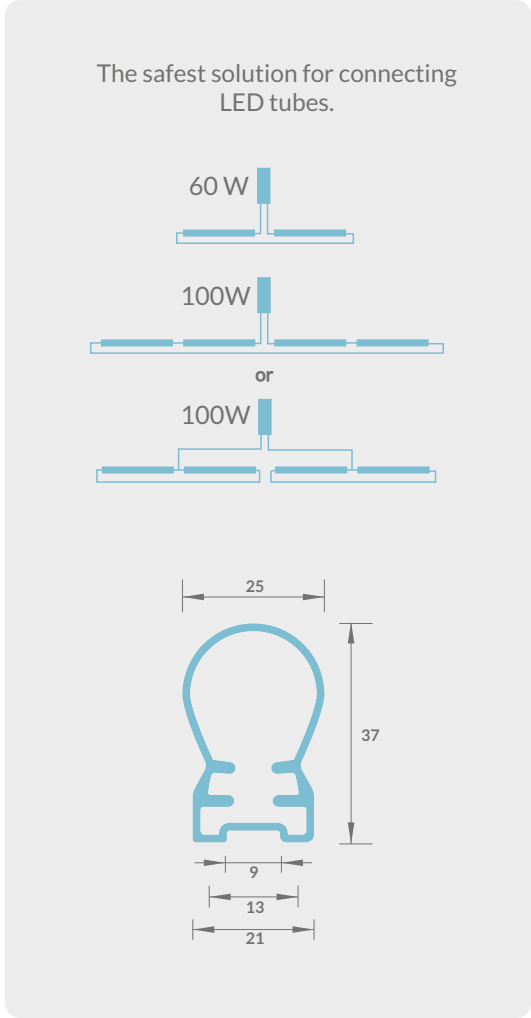 The safest solution for connecting
LED tubes.
60 W
100W
or
100W
25
37
9
13
21